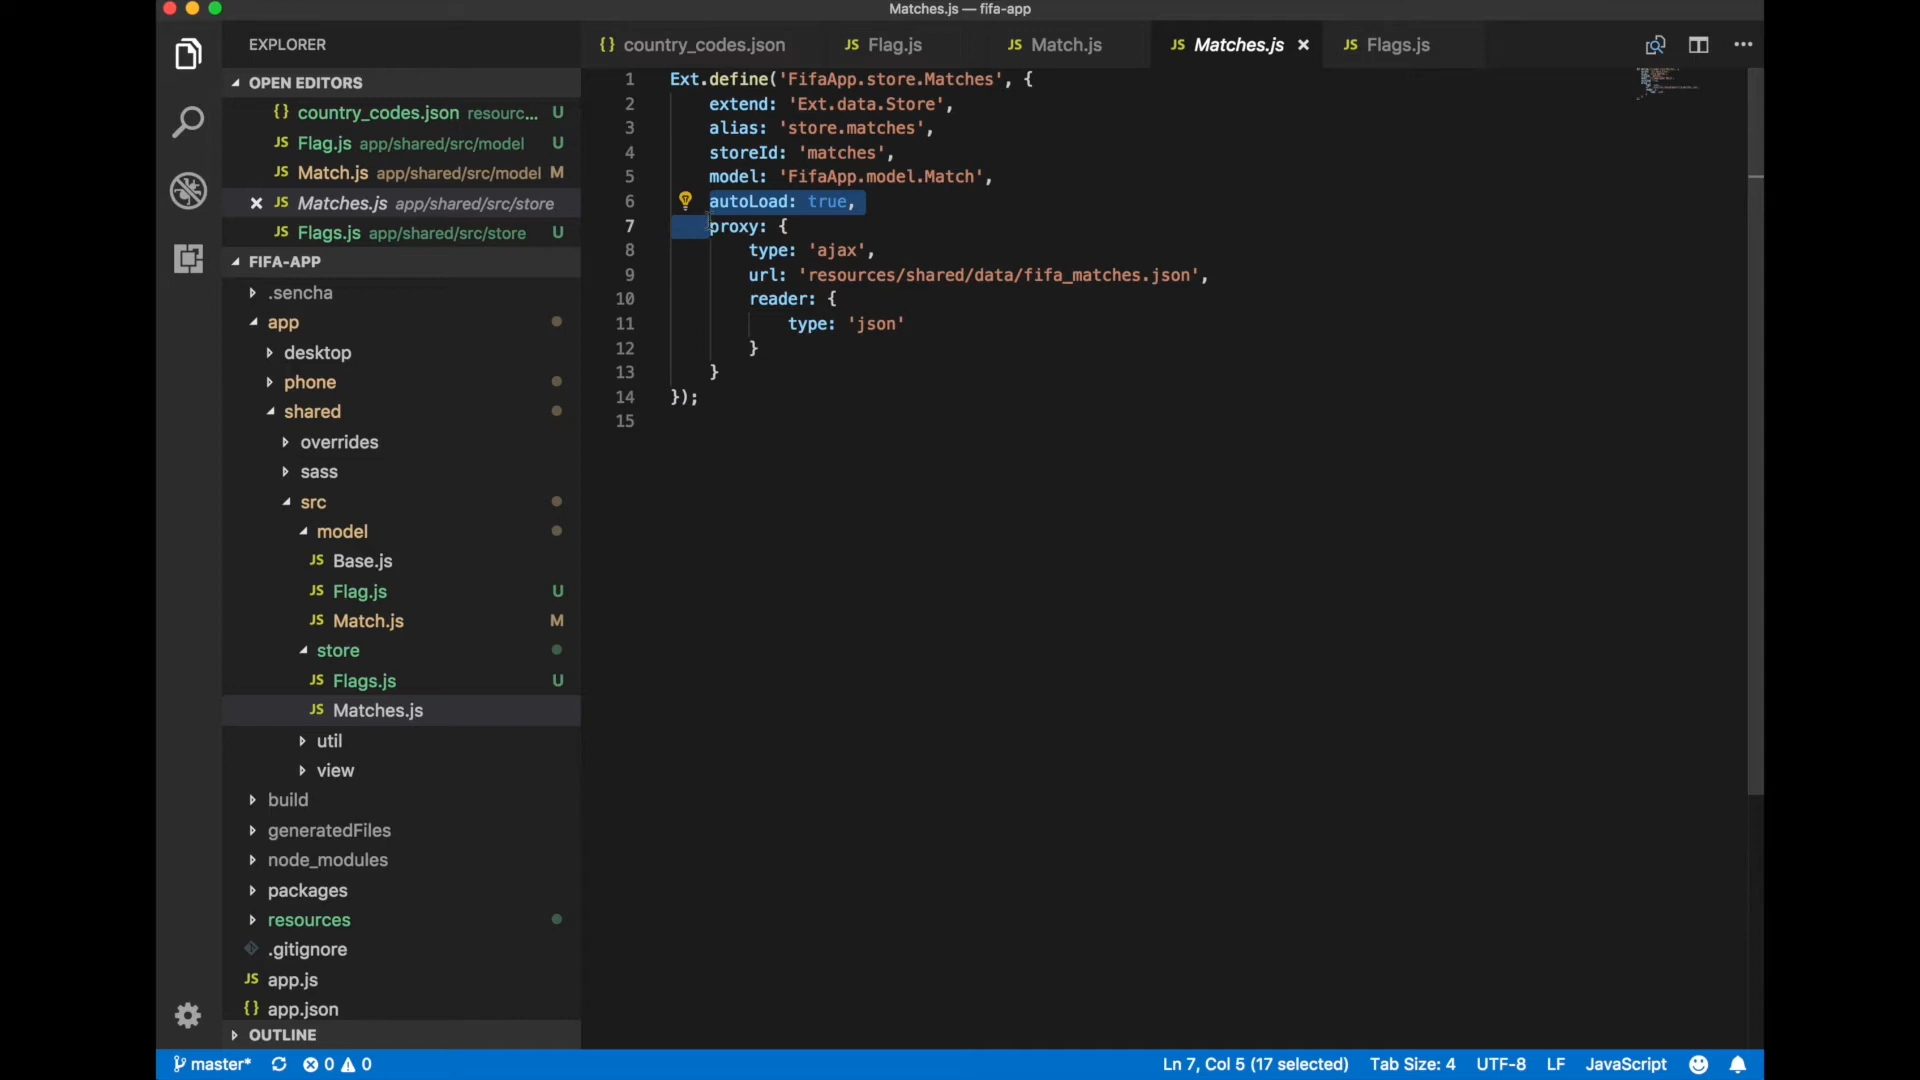 Matches.js — fifa-app
EXPLORER
OPEN EDITORS
{} country_codes.json resourc... U
JS Flag.js app/shared/src/model U
JS Match.js app/shared/src/model M
JS Matches.js app/shared/src/store
JS Flags.js app/shared/src/store U
FIFA-APP
.sencha
app
desktop
phone
shared
overrides
sass
src
model
JS Base.js
JS Flag.js U
JS Match.js M
store
JS Flags.js U
JS Matches.js
util
view
build
generatedFiles
node_modules
packages
resources
.gitignore
JS app.js
{} app.json
OUTLINE
{} country_codes.json JS Flag.js JS Match.js JS Matches.js JS Flags.js
1 Ext.define('FifaApp.store.Matches', {
2 extend: 'Ext.data.Store',
3 alias: 'store.matches',
4 storeId: 'matches',
5 model: 'FifaApp.model.Match',
6 autoLoad: true,
7 proxy: {
8 type: 'ajax',
9 url: 'resources/shared/data/fifa_matches.json',
10 reader: {
11 type: 'json'
12 }
13 }
14 });
15
master* 0 0 Ln 7, Col 5 (17 selected) Tab Size: 4 UTF-8 LF JavaScript